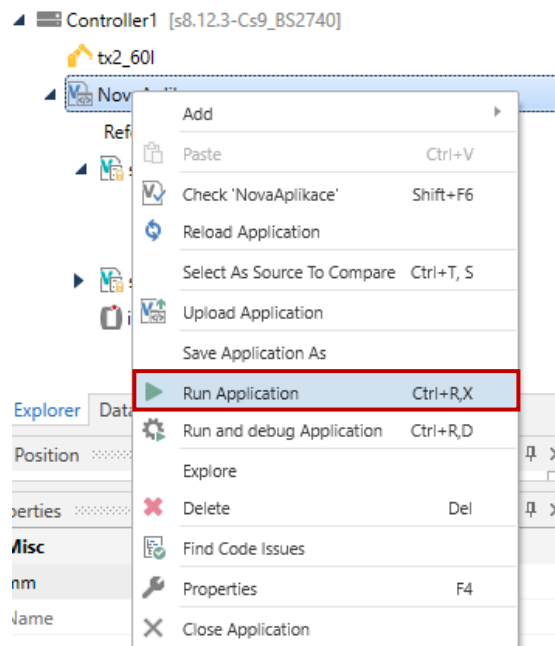 Controller1 [s8.12.3-Cs9_BS2740]
tx2_60l
Add
Paste Ctrl+V
Check 'NovaAplikace' Shift+F6
Reload Application
Select As Source To Compare Ctrl+T, S
Upload Application
Save Application As
Run Application Ctrl+R,X
Explorer
Run and debug Application Ctrl+R,D
Position
Explore
Delete Del
Misc
Find Code Issues
mm
Properties F4
Name
Close Application